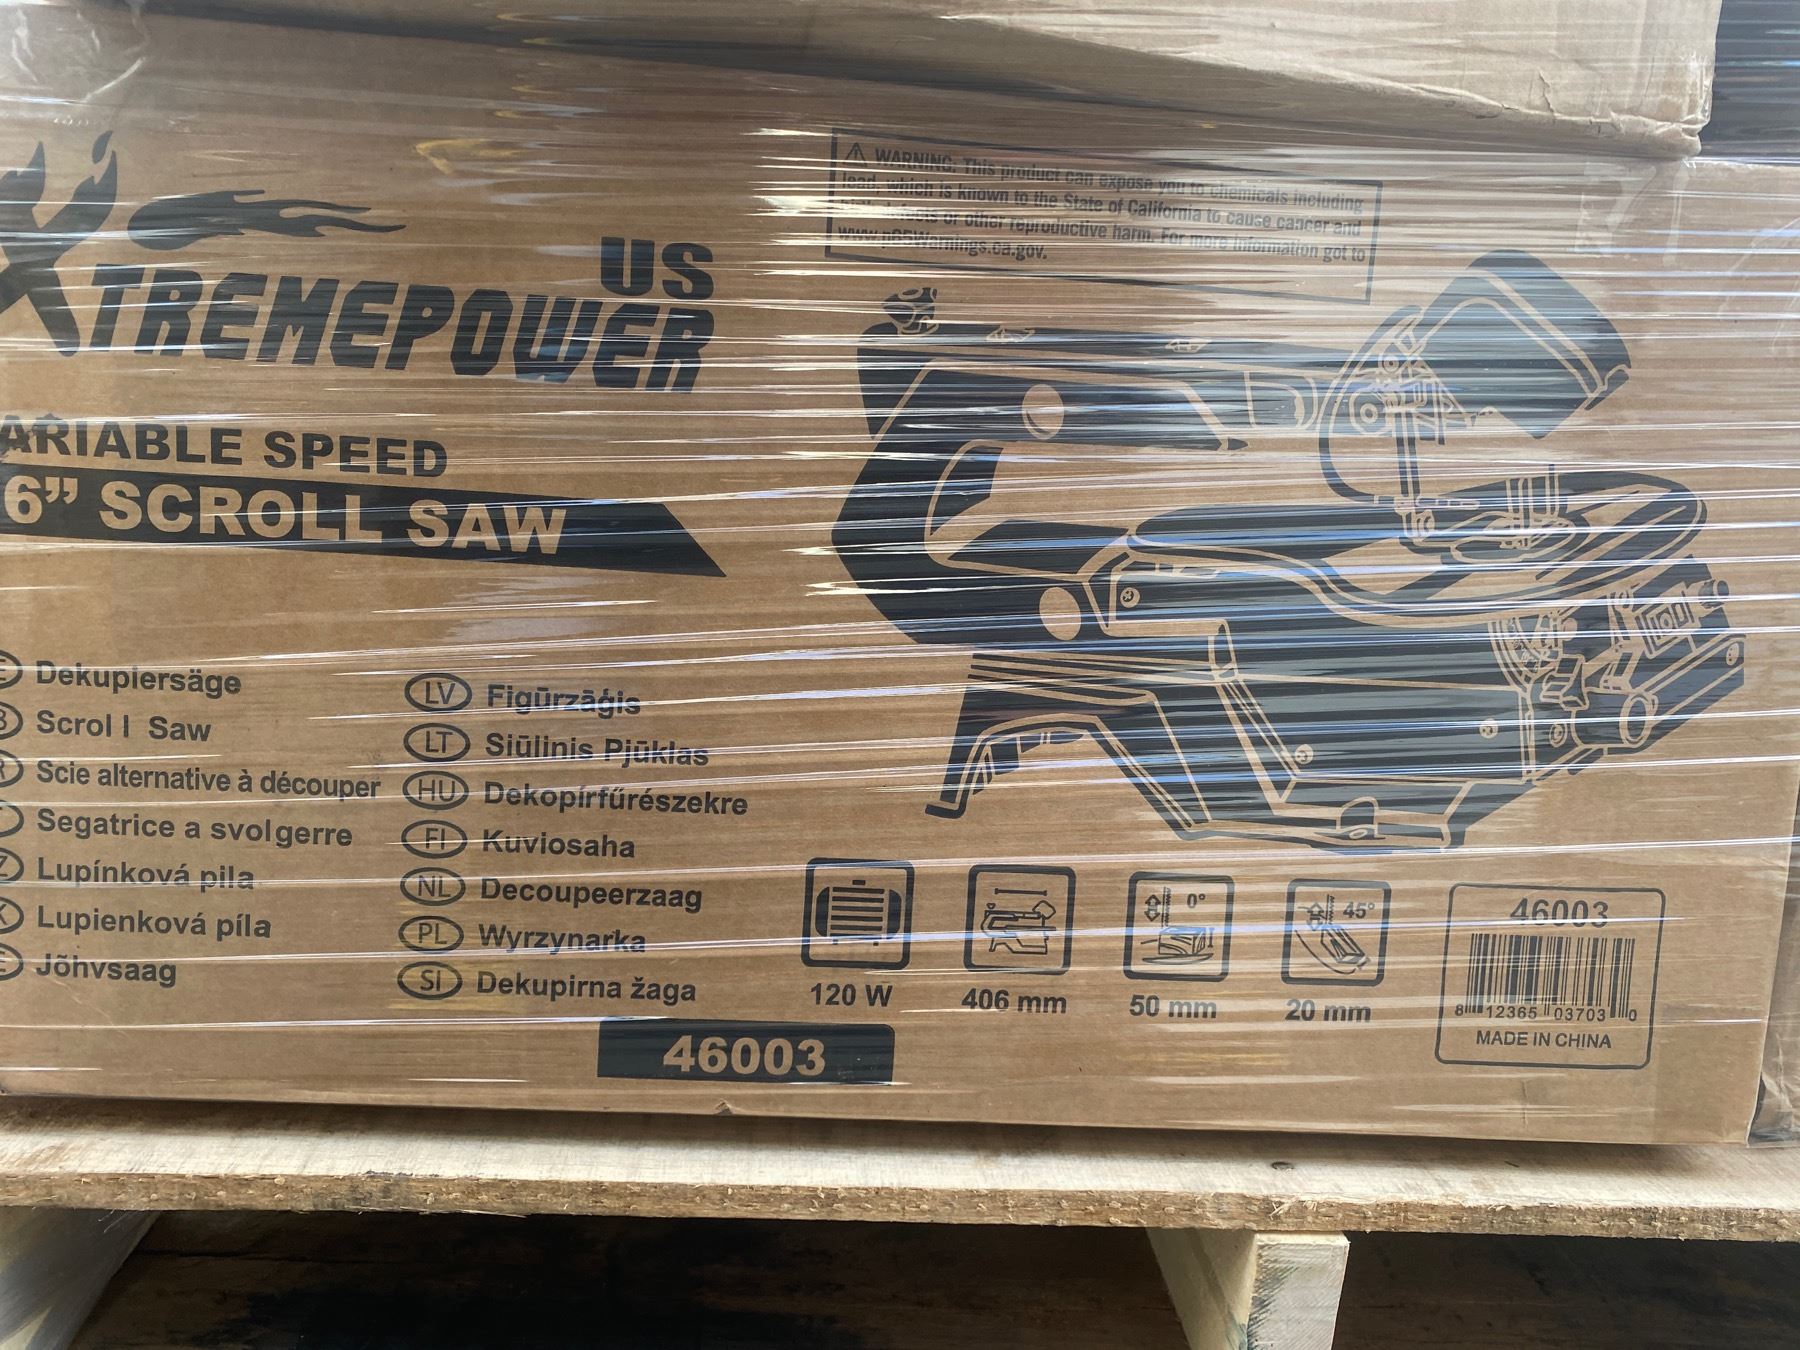 XTREMEPOWER
US
WARNING: This product can expose you to chemicals including
lead, which is known to the State of California to cause cancer and
birth defects or other reproductive harm. For more information got to
www.p65Warnings.ca.gov.
ARIABLE SPEED
6” SCROLL SAW
E Dekupiersäge
B Scrol l Saw
R Scie alternative à découper
Segatrice a svolgerre
Z Lupínková pila
K Lupienková píla
E Jõhvsaag
LV Figūrzāģis
LT Siūlinis Pjūklas
HU Dekopírfűrészekre
FI Kuviosaha
NL Decoupeerzaag
PL Wyrzynarka
SI Dekupirna žaga
0°
45°
120 W
406 mm
50 mm
20 mm
46003
8 12365 03703 0
MADE IN CHINA
46003